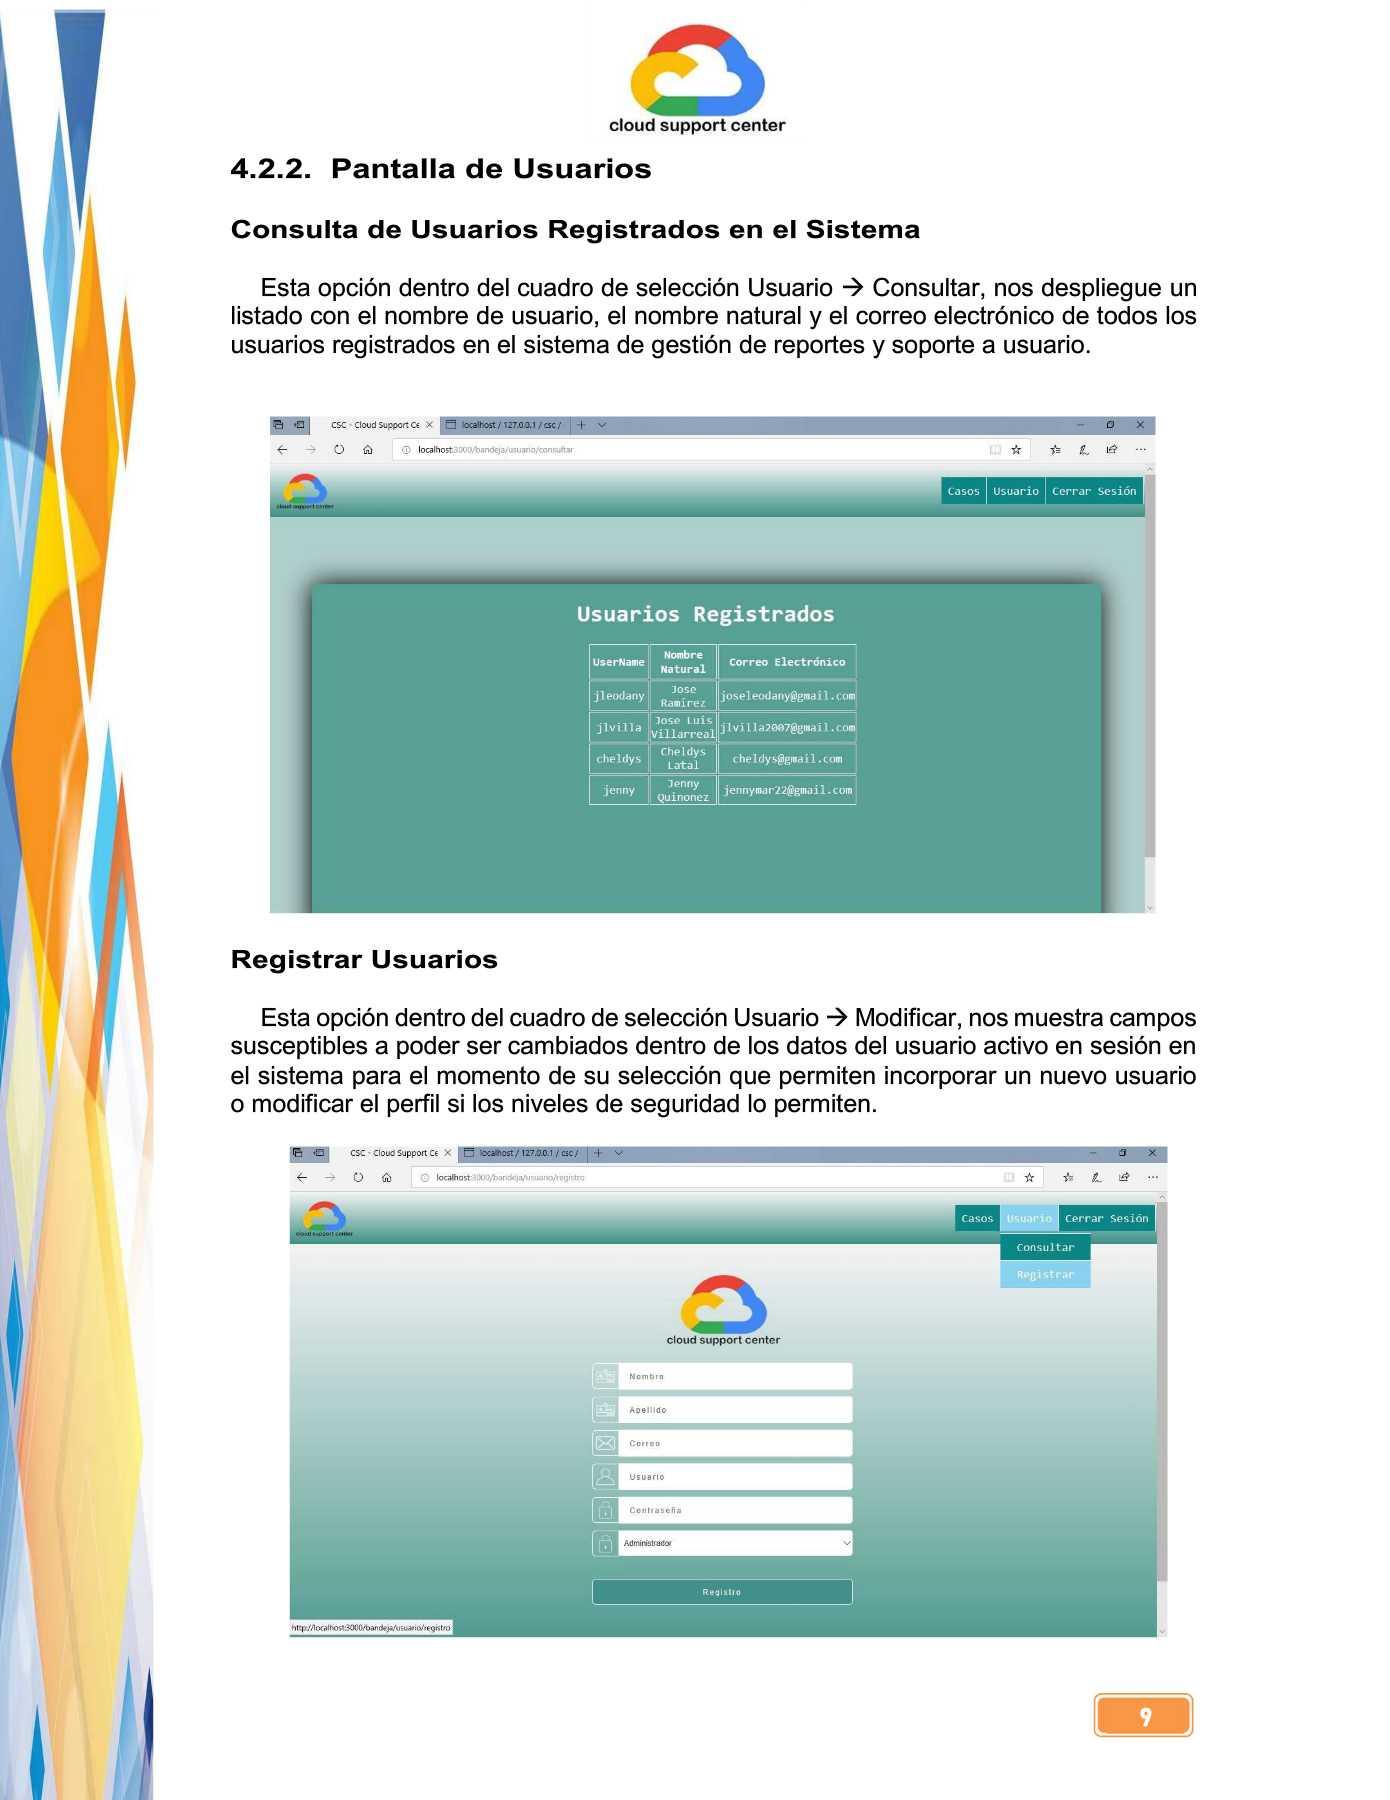 cloud support center
4.2.2. Pantalla de Usuarios
Consulta de Usuarios Registrados en el Sistema
Esta opción dentro del cuadro de selección Usuario → Consultar, nos despliegue un
listado con el nombre de usuario, el nombre natural y el correo electrónico de todos los
usuarios registrados en el sistema de gestión de reportes y soporte a usuario.
CSC - Cloud Support Ce localhost / 127.0.0.1 / csc /
localhost:3000/bandeja/usuario/consultar
cloud support center
Casos Usuario Cerrar Sesión
Usuarios Registrados
UserName Nombre Natural Correo Electrónico
jleodany Jose Ramirez joseleodany@gmail.com
jlvilla Jose Luis Villarreal jlvilla2007@gmail.com
cheldys Cheldys Latal cheldys@gmail.com
jenny Jenny Quinonez jennymar22@gmail.com
Registrar Usuarios
Esta opción dentro del cuadro de selección Usuario → Modificar, nos muestra campos
susceptibles a poder ser cambiados dentro de los datos del usuario activo en sesión en
el sistema para el momento de su selección que permiten incorporar un nuevo usuario
o modificar el perfil si los niveles de seguridad lo permiten.
CSC - Cloud Support Ce localhost / 127.0.0.1 / csc /
localhost:3000/bandeja/usuario/registro
cloud support center
Casos Usuario Cerrar Sesión
Consultar
Registrar
cloud support center
Nombre
Apellido
Correo
Usuario
Contraseña
Administrador
Registro
http://localhost:3000/bandeja/usuario/registro
9